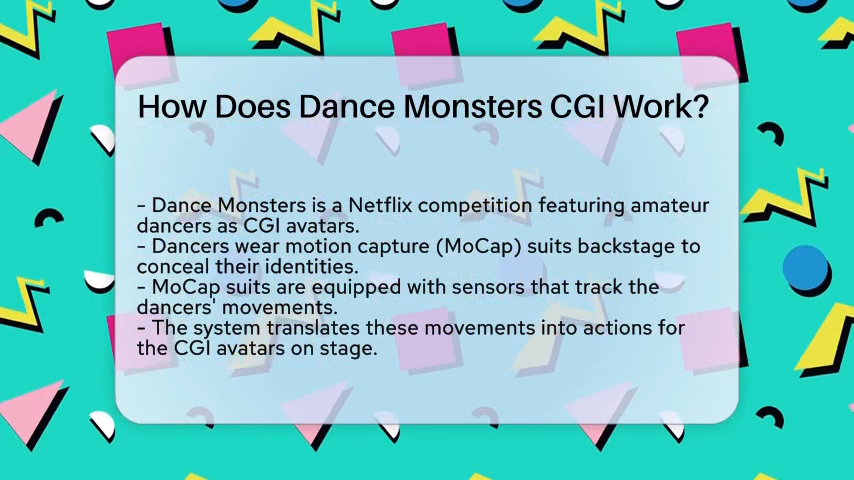 How Does Dance Monsters CGI Work?
- Dance Monsters is a Netflix competition featuring amateur
dancers as CGI avatars.
- Dancers wear motion capture (MoCap) suits backstage to
conceal their identities.
- MoCap suits are equipped with sensors that track the
dancers' movements.
- The system translates these movements into actions for
the CGI avatars on stage.